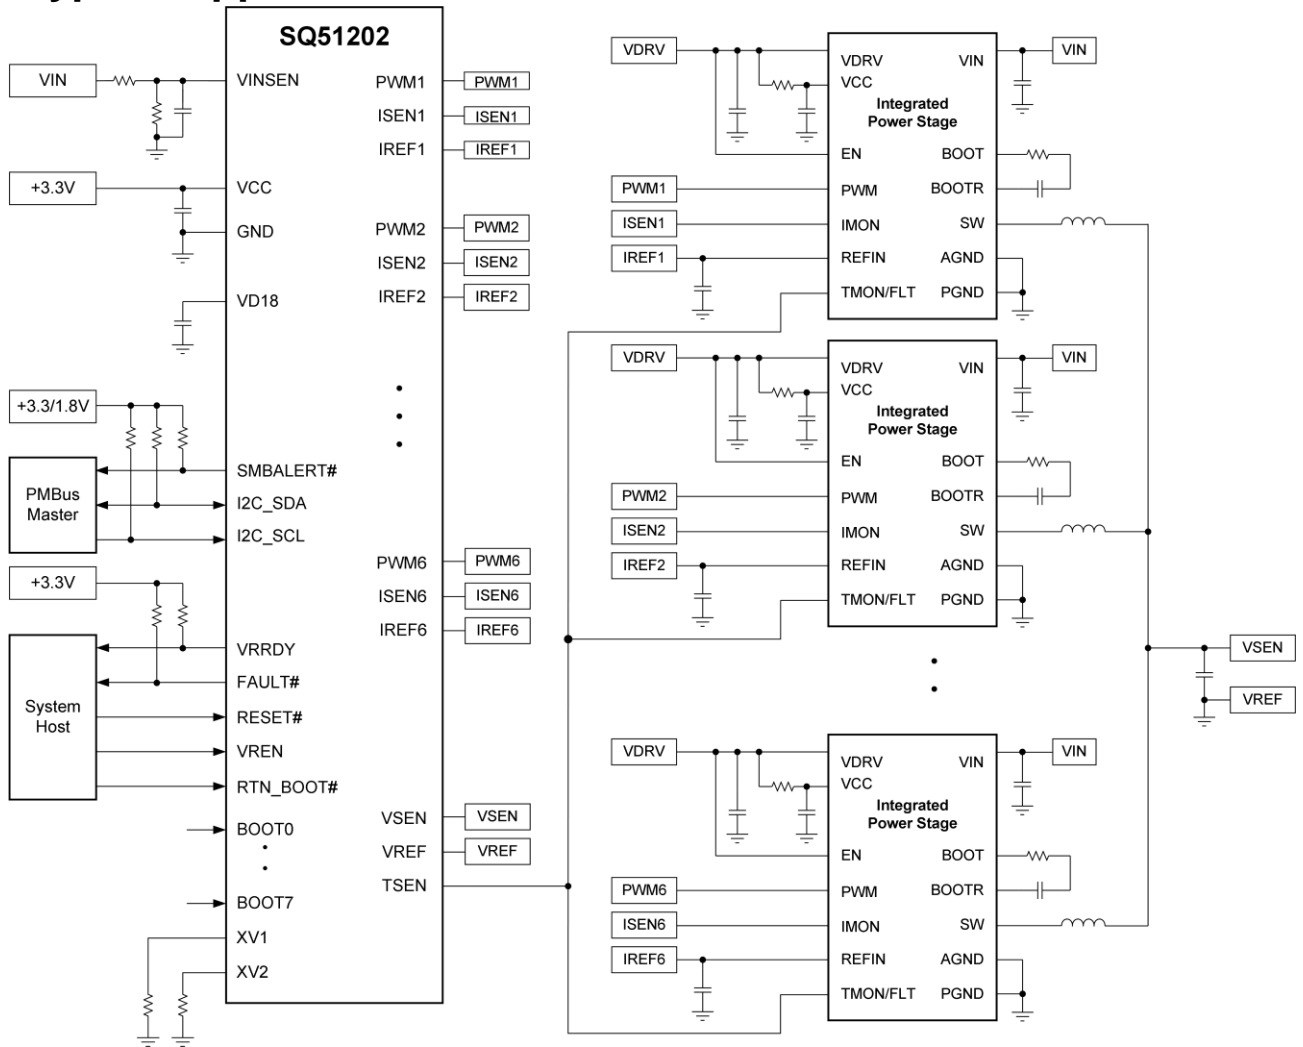 SQ51202
VIN
+3.3V
+3.3/1.8V
PMBus
Master
+3.3V
System
Host
VINSEN
VCC
GND
VD18
SMBALERT#
I2C_SDA
I2C_SCL
VRRDY
FAULT#
RESET#
VREN
RTN_BOOT#
BOOT0
BOOT7
XV1
XV2
PWM1 PWM1
ISEN1 ISEN1
IREF1 IREF1
PWM2 PWM2
ISEN2 ISEN2
IREF2 IREF2
PWM6 PWM6
ISEN6 ISEN6
IREF6 IREF6
VSEN VSEN
VREF VREF
TSEN
VDRV
PWM1
ISEN1
IREF1
VDRV
VCC
Integrated
Power Stage
EN
PWM
IMON
REFIN
TMON/FLT
VIN
BOOT
BOOTR
SW
AGND
PGND
VIN
VDRV
PWM2
ISEN2
IREF2
VDRV
VCC
Integrated
Power Stage
EN
PWM
IMON
REFIN
TMON/FLT
VIN
BOOT
BOOTR
SW
AGND
PGND
VIN
VDRV
PWM6
ISEN6
IREF6
VDRV
VCC
Integrated
Power Stage
EN
PWM
IMON
REFIN
TMON/FLT
VIN
BOOT
BOOTR
SW
AGND
PGND
VIN
VSEN
VREF